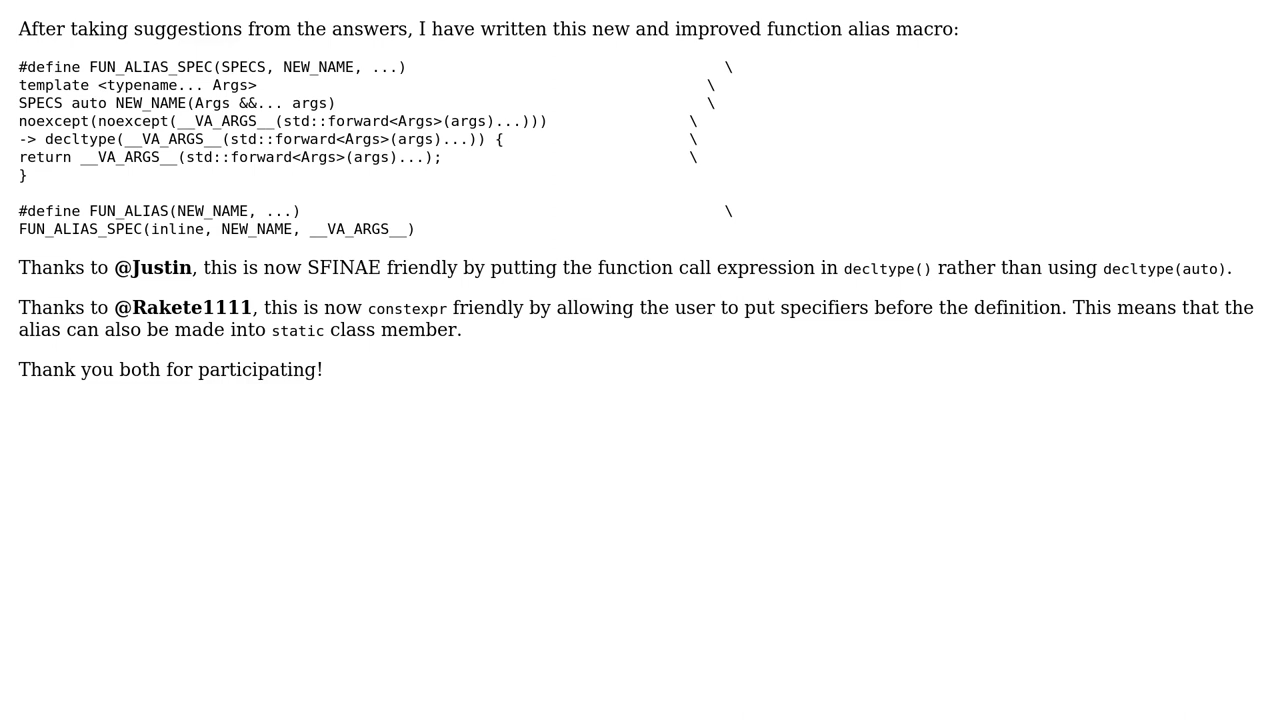 After taking suggestions from the answers, I have written this new and improved function alias macro:
#define FUN_ALIAS_SPEC(SPECS, NEW_NAME, ...) \
template <typename... Args> \
SPECS auto NEW_NAME(Args &&... args) \
noexcept(noexcept(__VA_ARGS__(std::forward<Args>(args)...))) \
-> decltype(__VA_ARGS__(std::forward<Args>(args)...)) { \
return __VA_ARGS__(std::forward<Args>(args)...); \
}
#define FUN_ALIAS(NEW_NAME, ...) \
FUN_ALIAS_SPEC(inline, NEW_NAME, __VA_ARGS__)
Thanks to @Justin, this is now SFINAE friendly by putting the function call expression in decltype() rather than using decltype(auto).
Thanks to @Rakete1111, this is now constexpr friendly by allowing the user to put specifiers before the definition. This means that the
alias can also be made into static class member.
Thank you both for participating!